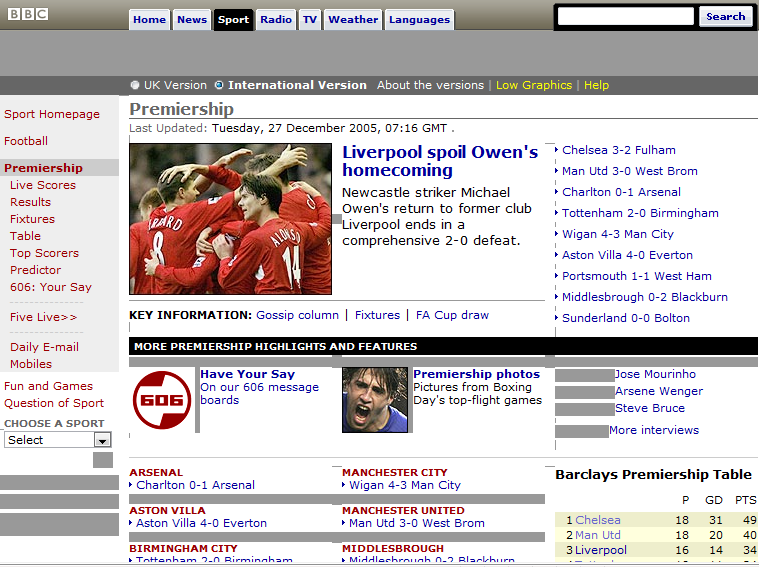 BBC
Home News Sport Radio TV Weather Languages
Search
UK Version International Version About the versions | Low Graphics | Help
Sport Homepage
Football
Premiership
Live Scores
Results
Fixtures
Table
Top Scorers
Predictor
606: Your Say
Five Live>>
Daily E-mail
Mobiles
Fun and Games
Question of Sport
CHOOSE A SPORT
Select
Premiership
Last Updated: Tuesday, 27 December 2005, 07:16 GMT .
GERRARD
8
ALONSO
14
Liverpool spoil Owen's
homecoming
Newcastle striker Michael
Owen's return to former club
Liverpool ends in a
comprehensive 2-0 defeat.
Chelsea 3-2 Fulham
Man Utd 3-0 West Brom
Charlton 0-1 Arsenal
Tottenham 2-0 Birmingham
Wigan 4-3 Man City
Aston Villa 4-0 Everton
Portsmouth 1-1 West Ham
Middlesbrough 0-2 Blackburn
Sunderland 0-0 Bolton
KEY INFORMATION: Gossip column | Fixtures | FA Cup draw
MORE PREMIERSHIP HIGHLIGHTS AND FEATURES
606
Have Your Say
On our 606 message
boards
Premiership photos
Pictures from Boxing
Day's top-flight games
Jose Mourinho
Arsene Wenger
Steve Bruce
More interviews
ARSENAL
Charlton 0-1 Arsenal
ASTON VILLA
Aston Villa 4-0 Everton
BIRMINGHAM CITY
Tottenham 2-0 Birmingham
MANCHESTER CITY
Wigan 4-3 Man City
MANCHESTER UNITED
Man Utd 3-0 West Brom
MIDDLESBROUGH
Middlesbrough 0-2 Blackburn
Barclays Premiership Table
P GD PTS
1 Chelsea 18 31 49
2 Man Utd 18 20 40
3 Liverpool 16 14 34